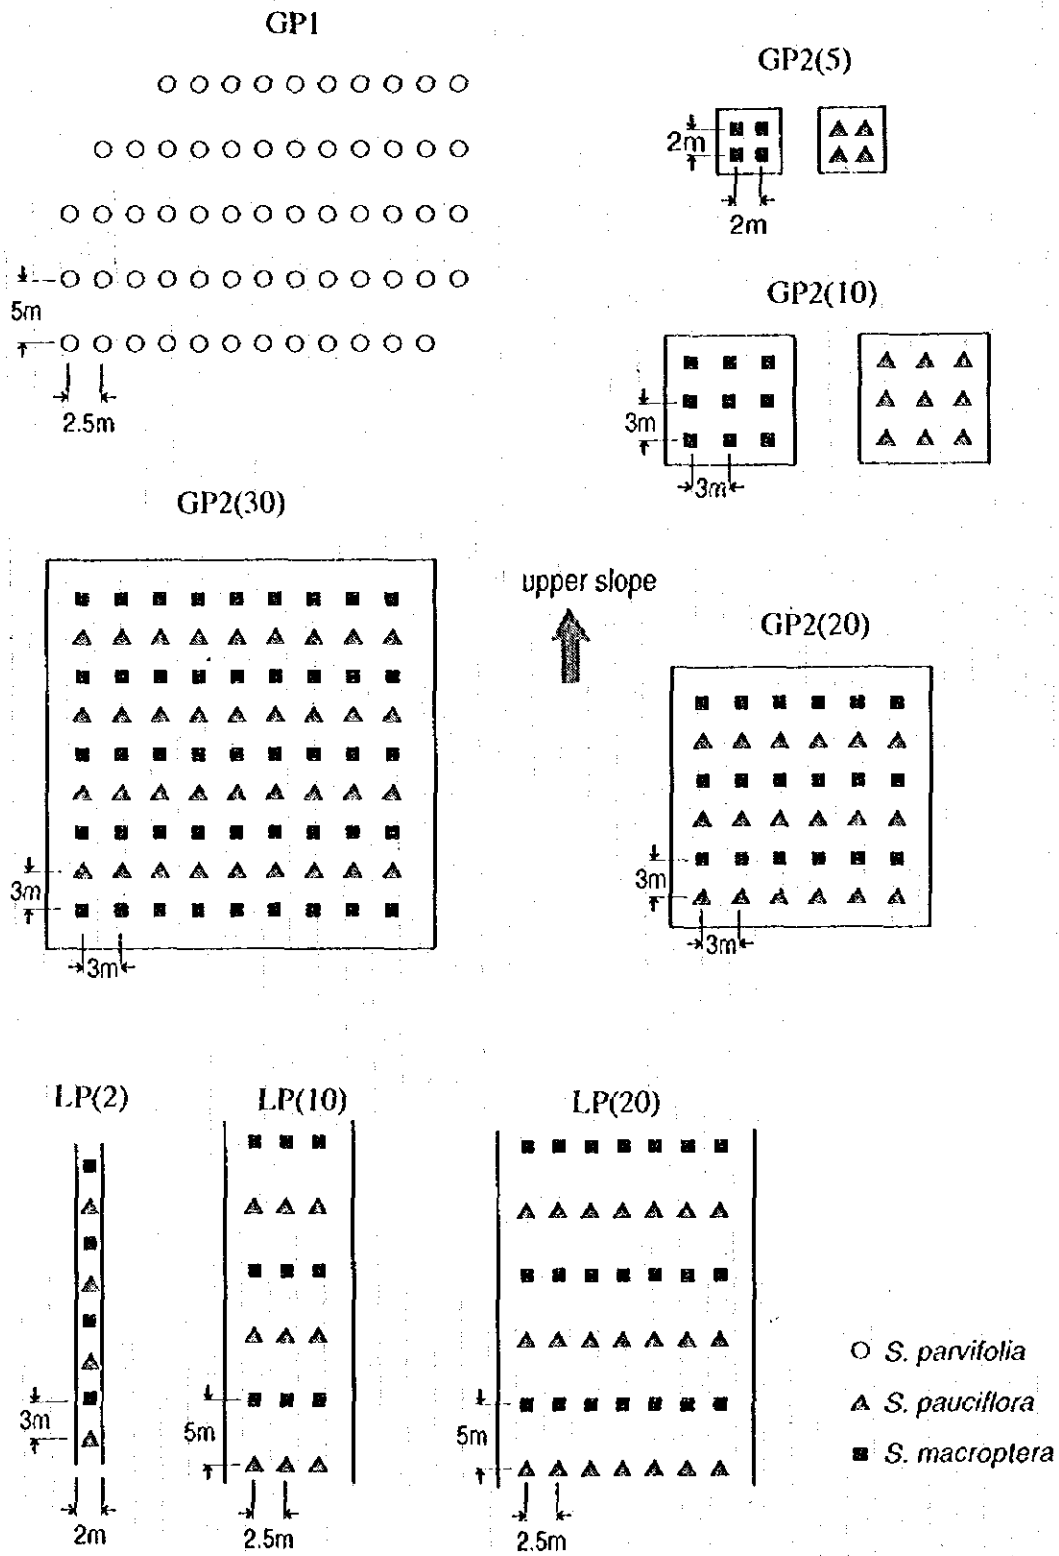 GP1
5m
2.5m
GP2(5)
2m
2m
GP2(10)
3m
3m
GP2(30)
3m
3m
upper slope
GP2(20)
3m
3m
LP(2)
3m
2m
LP(10)
5m
2.5m
LP(20)
5m
2.5m
S. parvifolia
S. pauciflora
S. macroptera